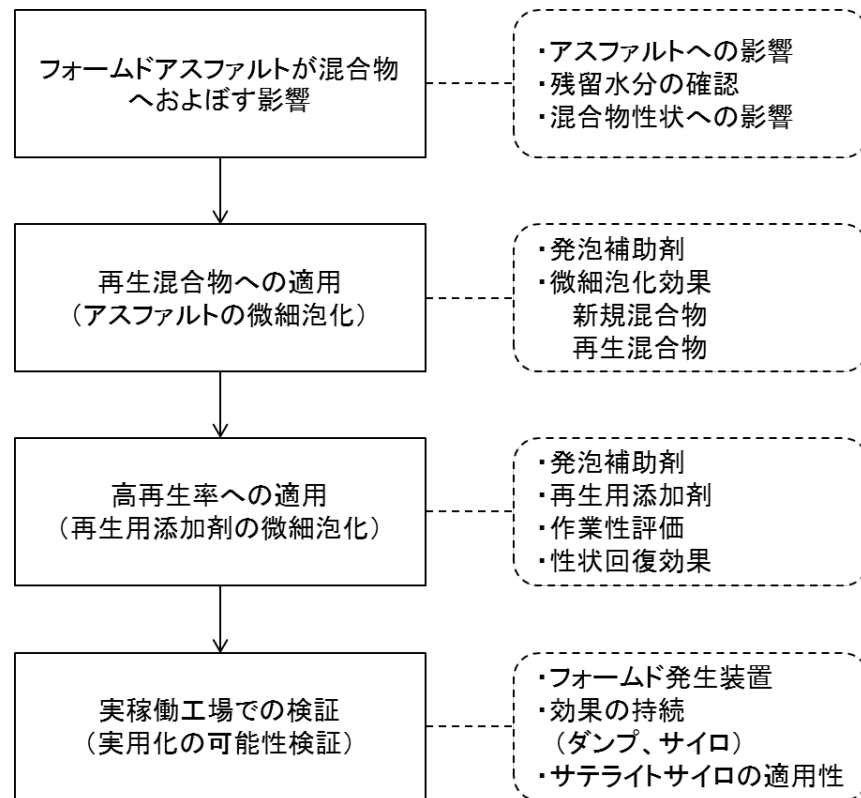 フォームドアスファルトが混合物
へおよぼす影響
・アスファルトへの影響
・残留水分の確認
・混合物性状への影響
再生混合物への適用
（アスファルトの微細泡化）
・発泡補助剤
・微細泡化効果
新規混合物
再生混合物
高再生率への適用
（再生用添加剤の微細泡化）
・発泡補助剤
・再生用添加剤
・作業性評価
・性状回復効果
実稼働工場での検証
（実用化の可能性検証）
・フォームド発生装置
・効果の持続
（ダンプ、サイロ）
・サテライトサイロの適用性